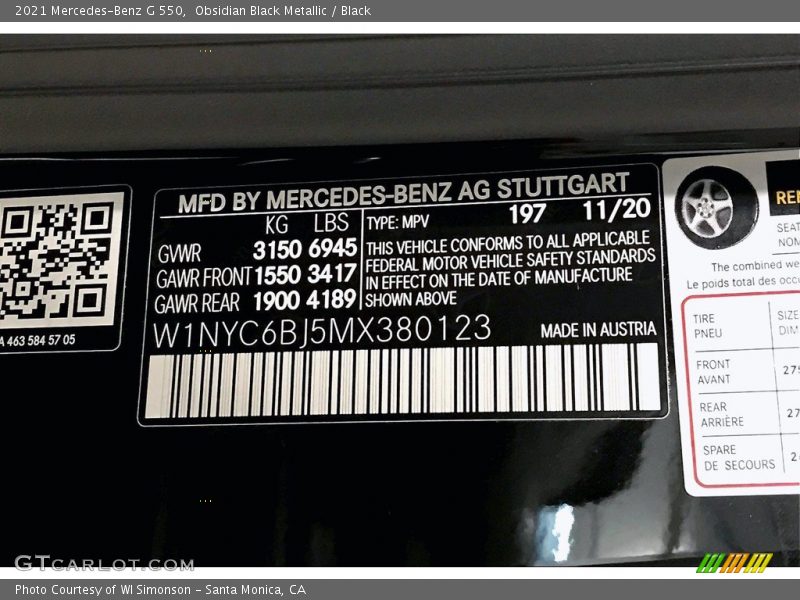 2021 Mercedes-Benz G 550, Obsidian Black Metallic / Black
MFD BY MERCEDES-BENZ AG STUTTGART
KG LBS
GVWR 3150 6945
GAWR FRONT 1550 3417
GAWR REAR 1900 4189
TYPE: MPV 197 11/20
THIS VEHICLE CONFORMS TO ALL APPLICABLE
FEDERAL MOTOR VEHICLE SAFETY STANDARDS
IN EFFECT ON THE DATE OF MANUFACTURE
SHOWN ABOVE
W1NYC6BJ5MX380123 MADE IN AUSTRIA
A 463 584 57 05
The combined
Le poids total des
TIRE
PNEU
SIZE
FRONT
AVANT
REAR
ARRIÈRE
SPARE
DE SECOURS
GTCARLOT.COM
Photo Courtesy of WI Simonson - Santa Monica, CA